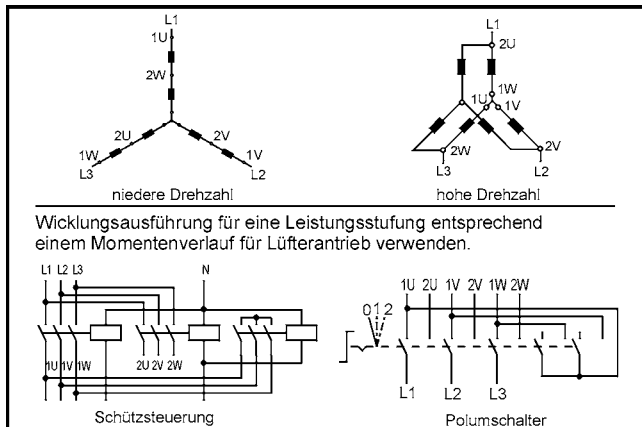 L1
1U
2W
2U
2V
1W
1V
L3
L2
niedere Drehzahl
L1
2U
1W
1U
1V
2W
2V
L3
L2
hohe Drehzahl
Wicklungsausführung für eine Leistungsstufung entsprechend
einem Momentenverlauf für Lüfterantrieb verwenden.
L1 L2 L3 N
1U 1V 1W 2U 2V 2W
Schützsteuerung
1U 2U 1V 2V 1W 2W
0 1 2
L1 L2 L3
Polumschalter